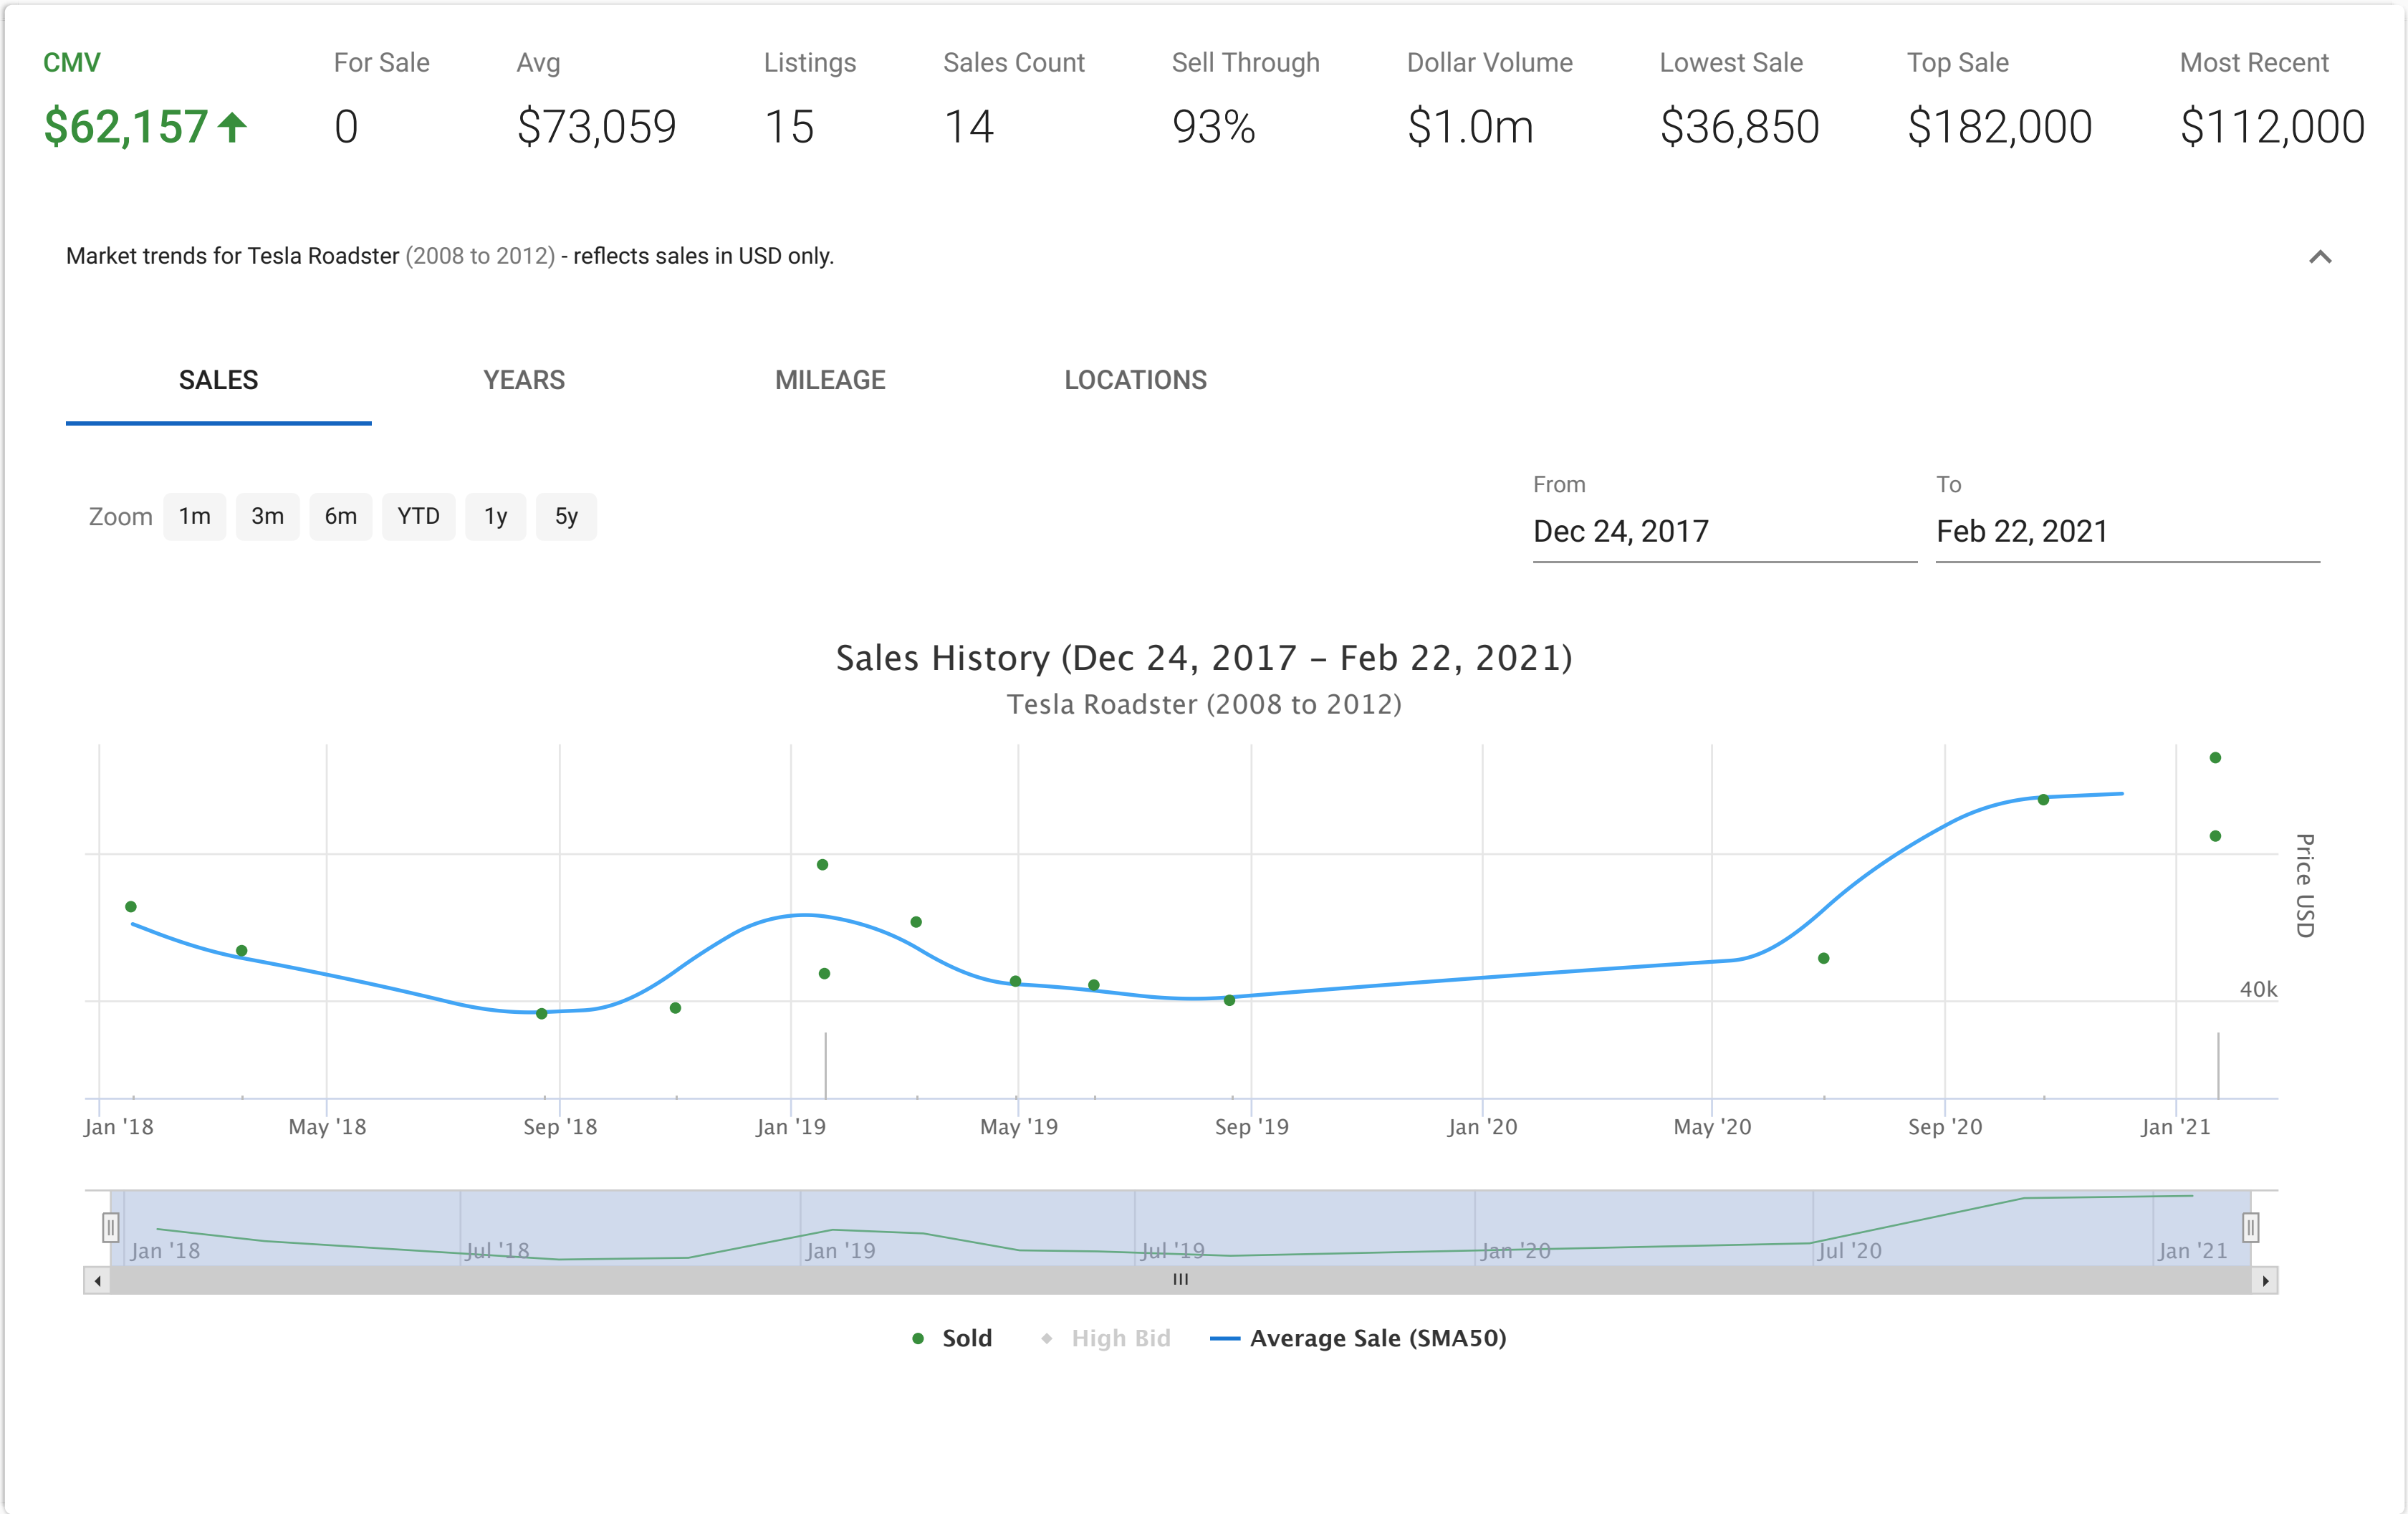 CMV For Sale Avg Listings Sales Count Sell Through Dollar Volume Lowest Sale Top Sale Most Recent
$62,157 0 $73,059 15 14 93% $1.0m $36,850 $182,000 $112,000
Market trends for Tesla Roadster (2008 to 2012) - reflects sales in USD only.
SALES YEARS MILEAGE LOCATIONS
From To
Zoom 1m 3m 6m YTD 1y 5y Dec 24, 2017 Feb 22, 2021
Sales History (Dec 24, 2017 – Feb 22, 2021)
Tesla Roadster (2008 to 2012)
Price USD
40k
Jan '18 May '18 Sep '18 Jan '19 May '19 Sep '19 Jan '20 May '20 Sep '20 Jan '21
Jan '18 Jul '18 Jan '19 Jul '19 Jan '20 Jul '20 Jan '21
Sold High Bid Average Sale (SMA50)